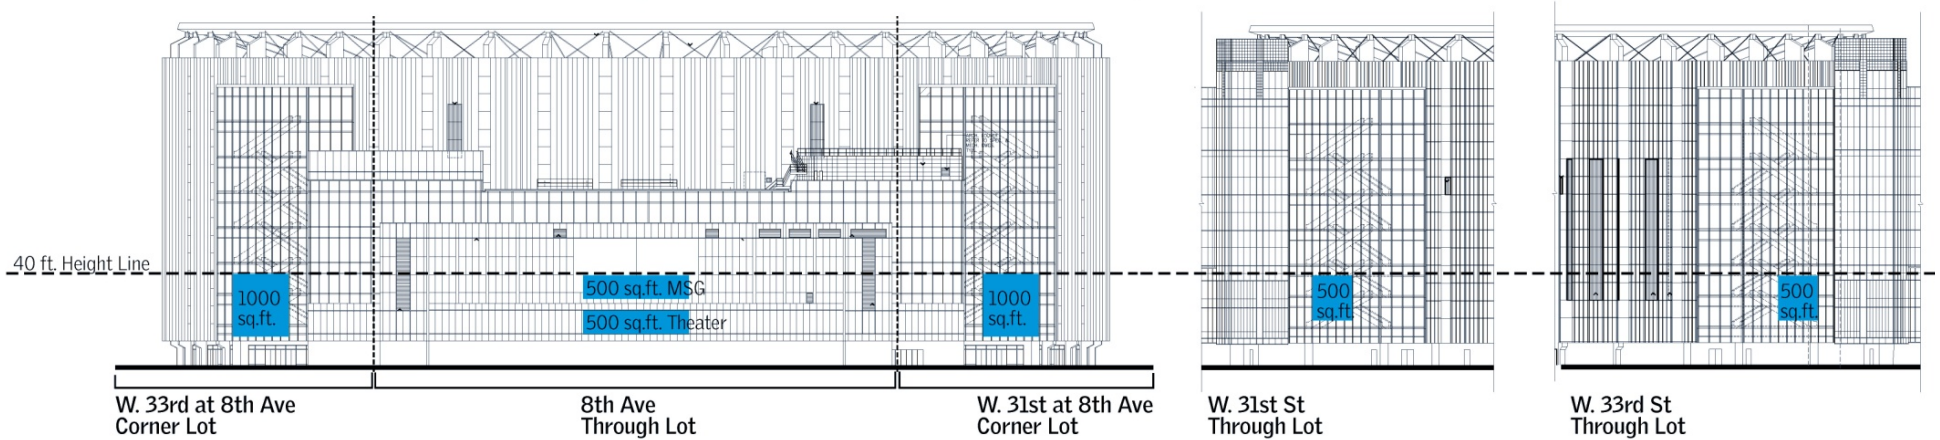 40 ft. Height Line
1000
sq.ft.
500 sq.ft. MSG
500 sq.ft. Theater
1000
sq.ft.
500
sq.ft.
500
sq.ft.
W. 33rd at 8th Ave
Corner Lot
8th Ave
Through Lot
W. 31st at 8th Ave
Corner Lot
W. 31st St
Through Lot
W. 33rd St
Through Lot